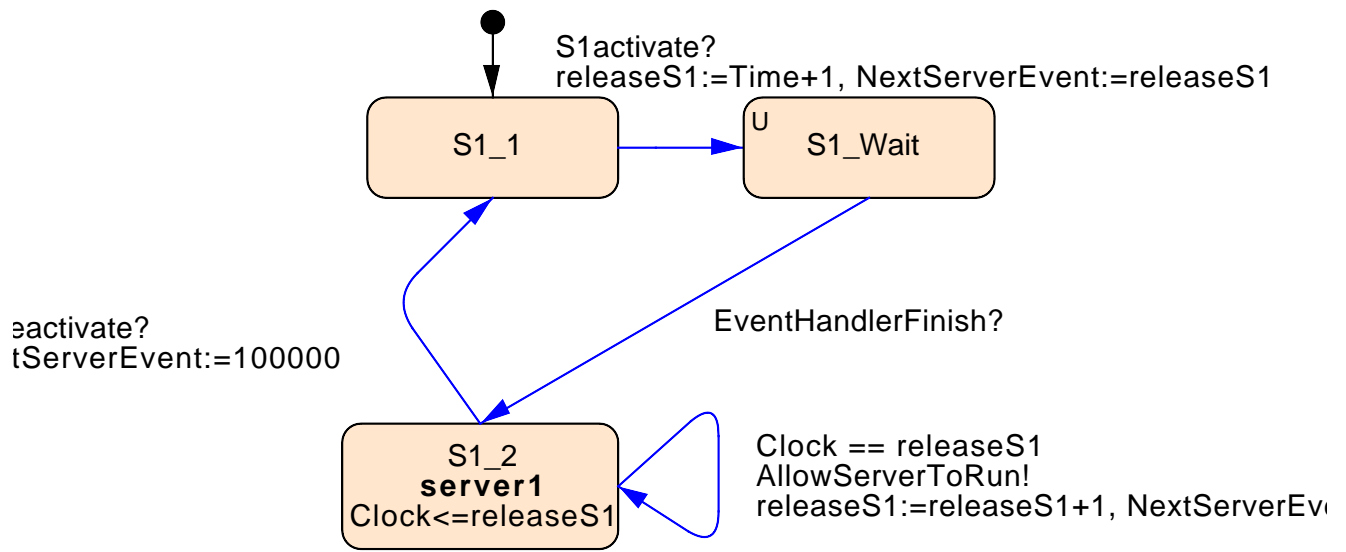 S1activate?
releaseS1:=Time+1, NextServerEvent:=releaseS1
S1_1
U
S1_Wait
EventHandlerFinish?
eactivate?
tServerEvent:=100000
S1_2
server1
Clock<=releaseS1
Clock == releaseS1
AllowServerToRun!
releaseS1:=releaseS1+1, NextServerEv